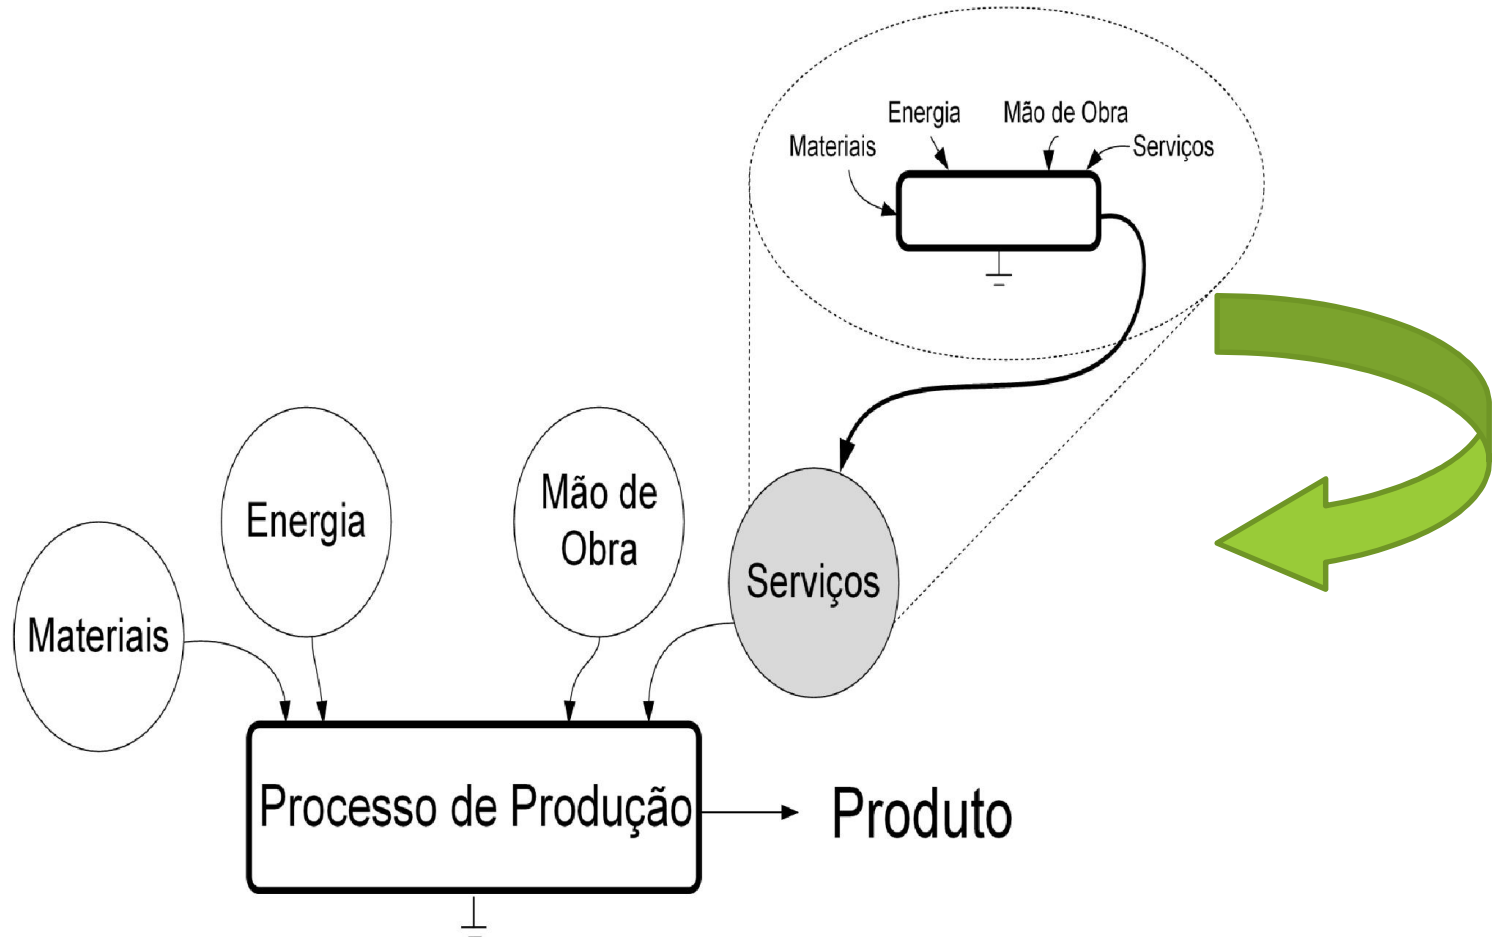 Energia
Mão de Obra
Materiais
Serviços
Energia
Mão de
Obra
Serviços
Materiais
Processo de Produção
Produto